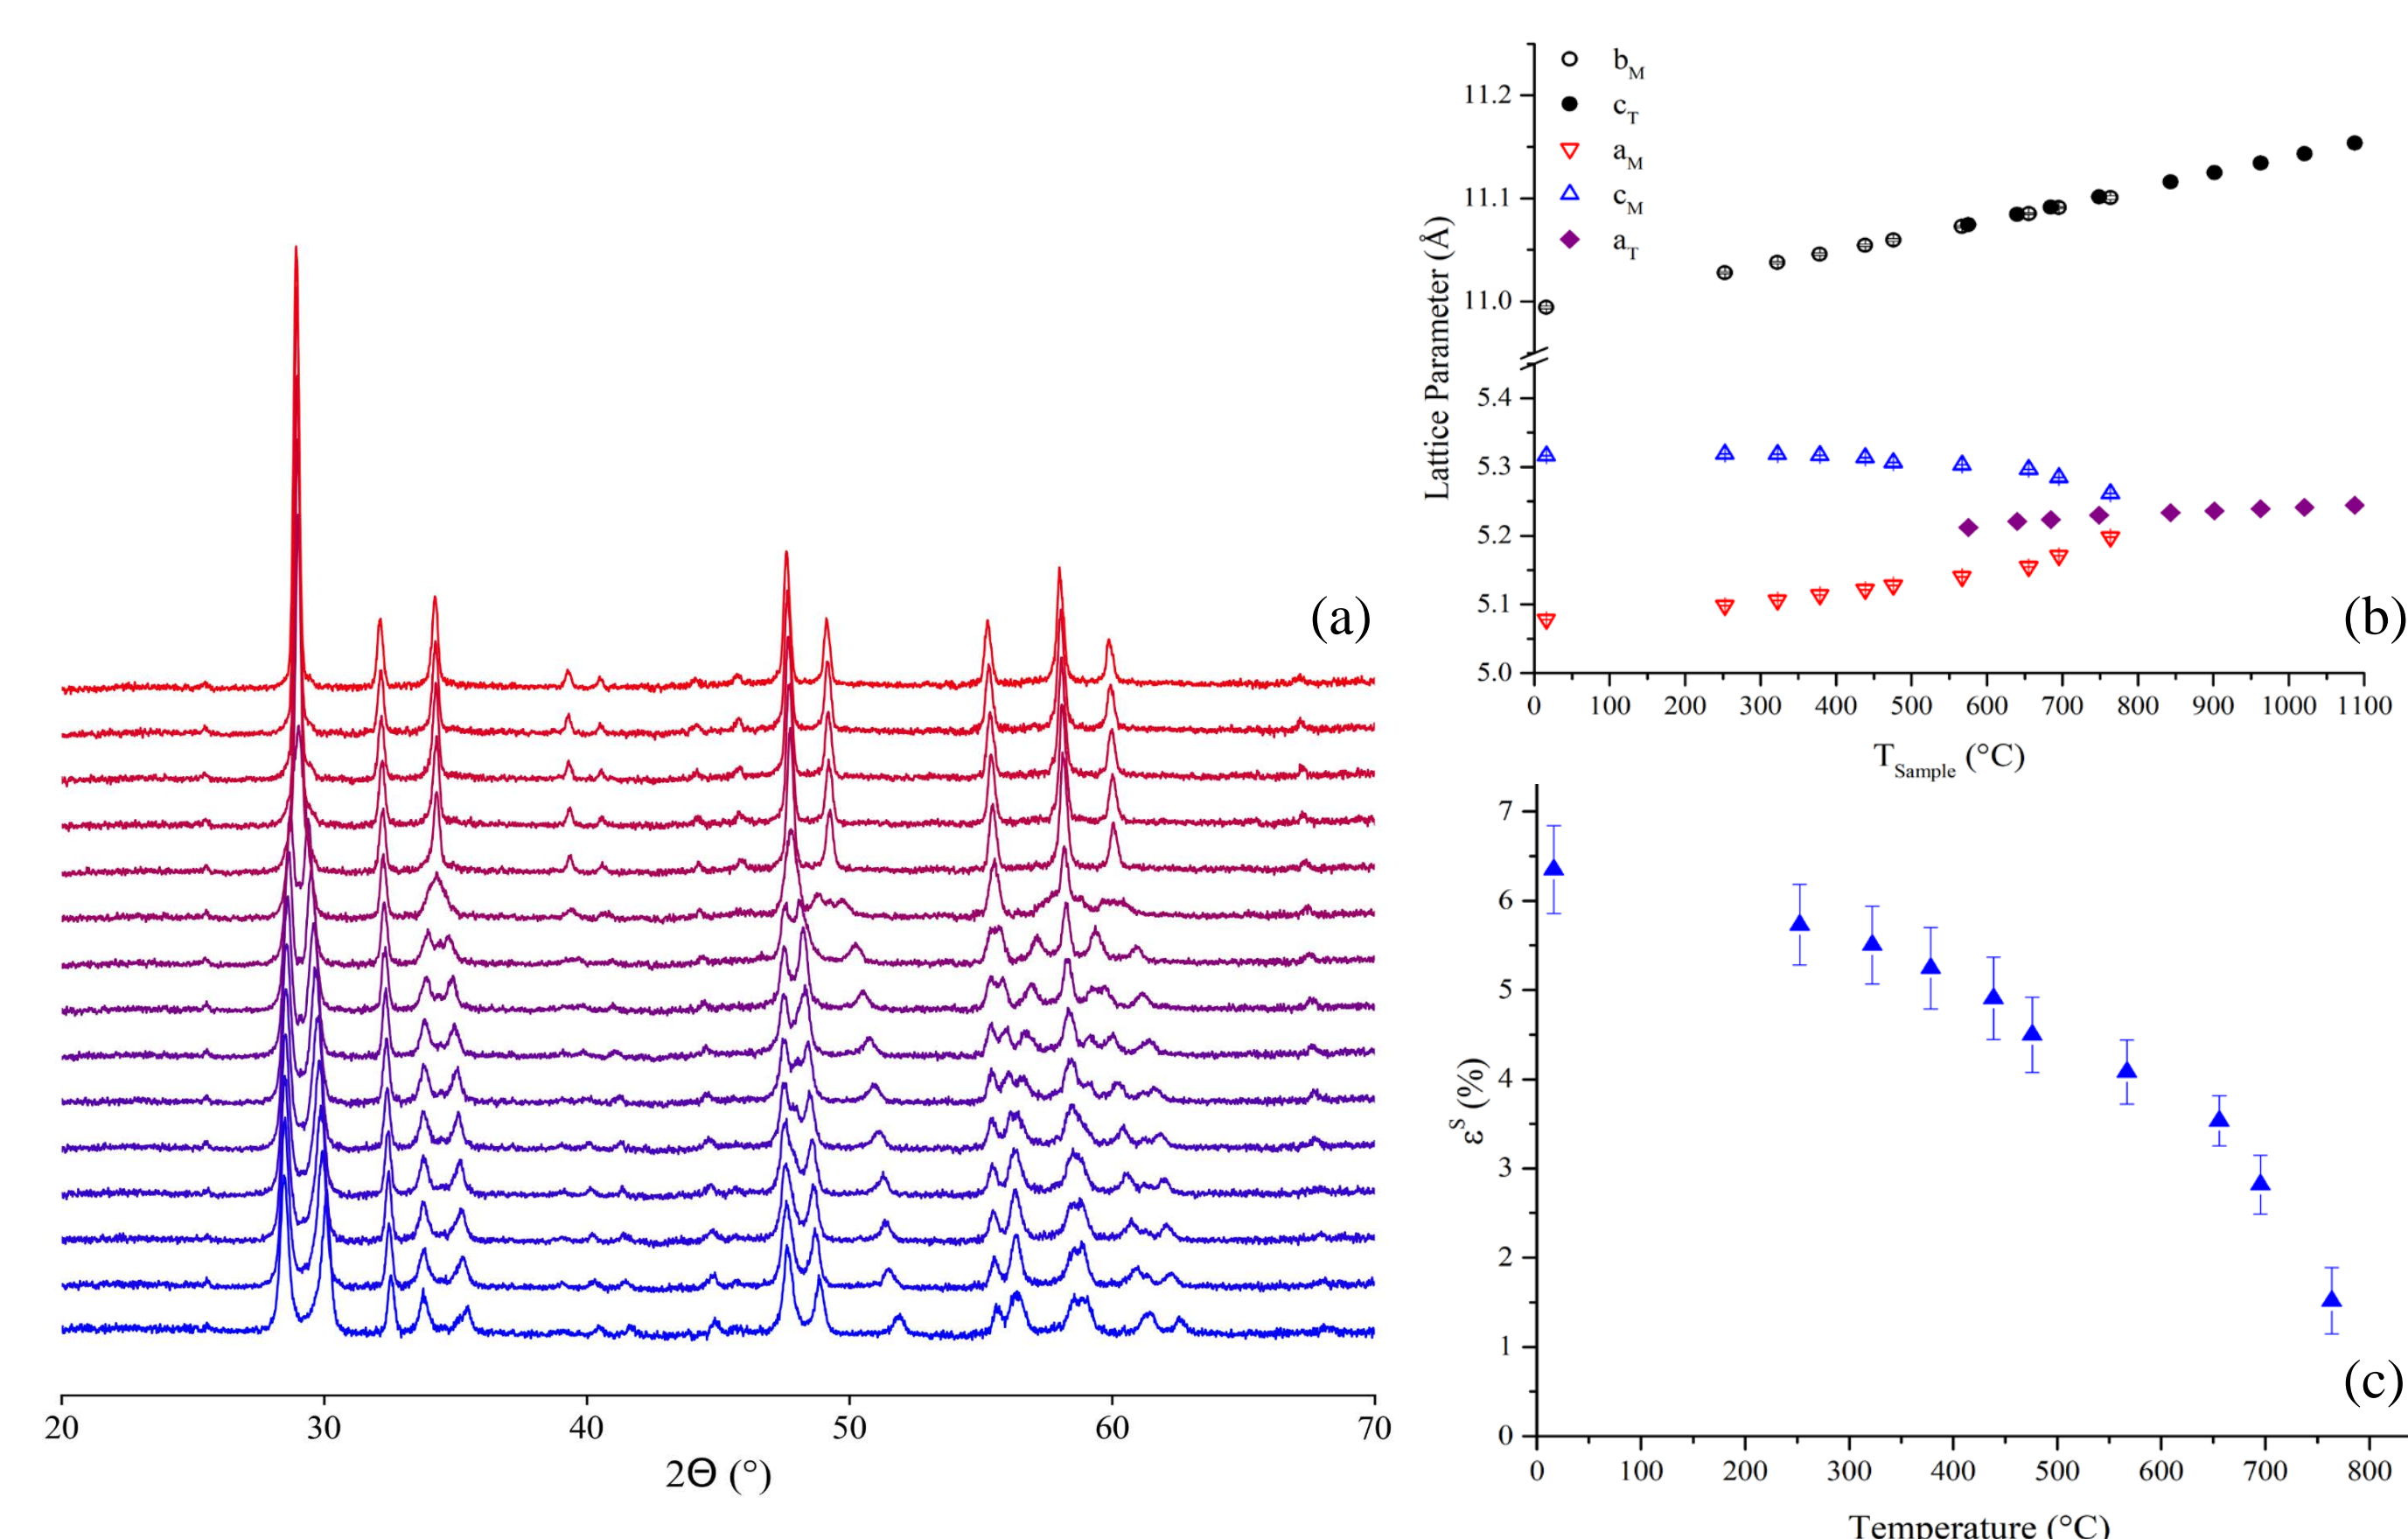 (a)
20 30 40 50 60 70
2Θ (°)
b_M
c_T
a_M
c_M
a_T
Lattice Parameter (Å)
11.2
11.1
11.0
5.4
5.3
5.2
5.1
5.0
(b)
0 100 200 300 400 500 600 700 800 900 1000 1100
T_Sample (°C)
ε^S (%)
7
6
5
4
3
2
1
0
(c)
0 100 200 300 400 500 600 700 800
Temperature (°C)